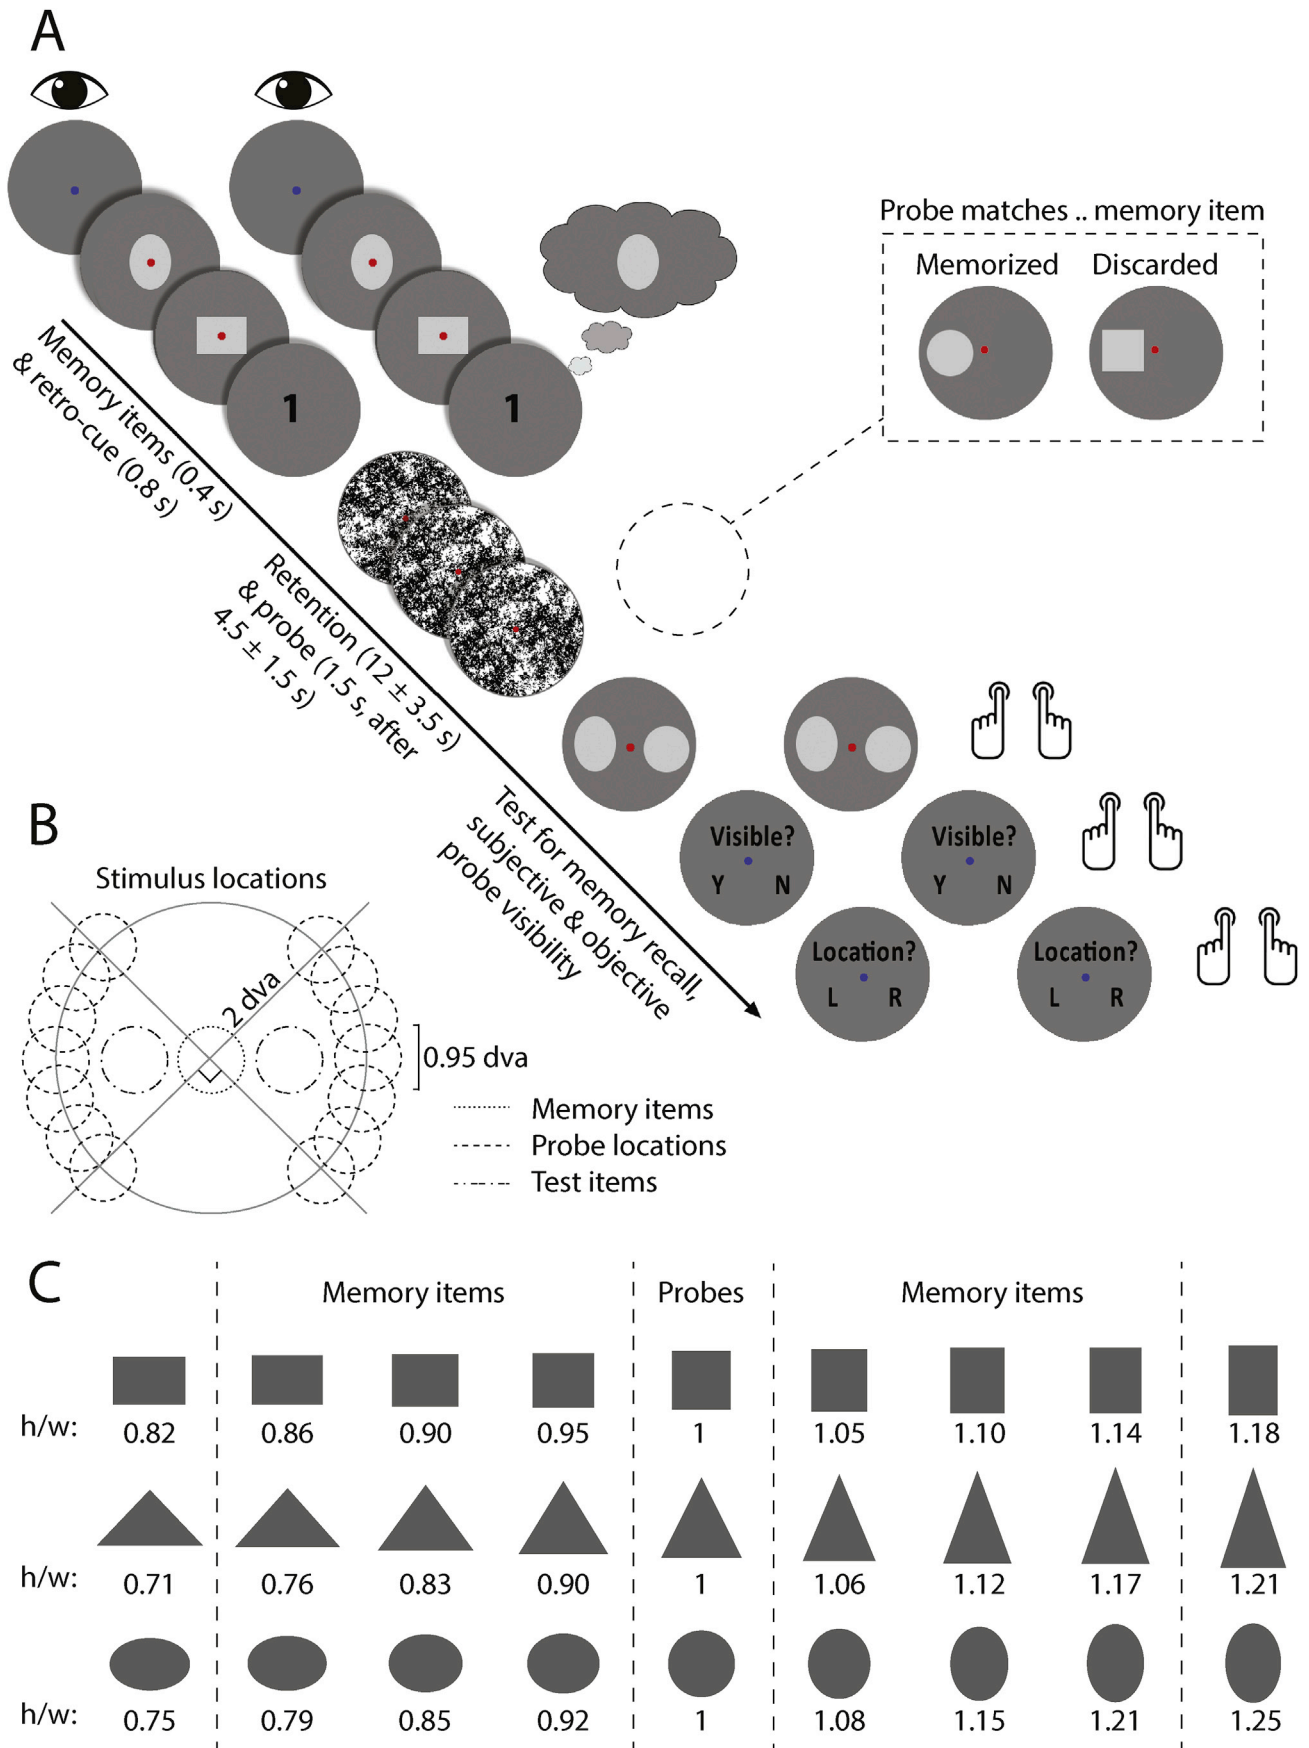 A
Probe matches .. memory item
Memorized Discarded
1 1
Memory items (0.4 s)
& retro-cue (0.8 s)
Retention (12 ± 3.5 s)
& probe (1.5 s, after
4.5 ± 1.5 s)
Test for memory recall,
subjective & objective
probe visibility
Visible? Visible?
Y N Y N
Location? Location?
L R L R
B
Stimulus locations
2 dva
0.95 dva
Memory items
Probe locations
Test items
C
Memory items Probes Memory items
h/w: 0.82 0.86 0.90 0.95 1 1.05 1.10 1.14 1.18
h/w: 0.71 0.76 0.83 0.90 1 1.06 1.12 1.17 1.21
h/w: 0.75 0.79 0.85 0.92 1 1.08 1.15 1.21 1.25